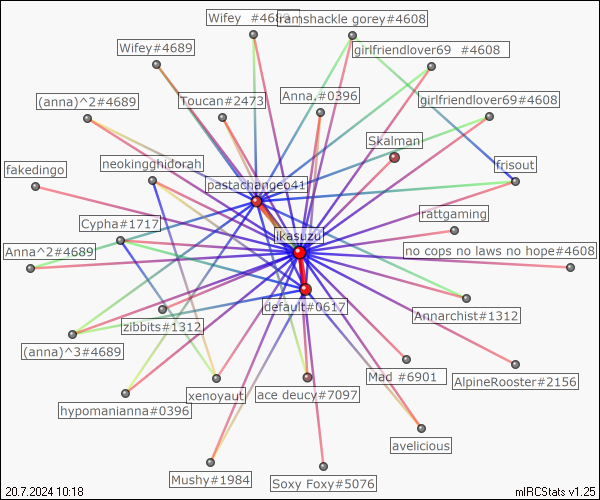 Wifey #4689
ramshackle gorey#4608
Wifey#4689
girlfriendlover69 #4608
(anna)^2#4689
Toucan#2473
Anna,#0396
girlfriendlover69#4608
Skalman
fakedingo
neokingghidorah
frisout
pastachangeo41
rattgaming
Cypha#1717
ikasuzu
Anna^2#4689
no cops no laws no hope#4608
default#0617
Annarchist#1312
zibbits#1312
(anna)^3#4689
Mad #6901
AlpineRooster#2156
xenoyaut
ace deucy#7097
hypomanianna#0396
avelicious
Mushy#1984
Soxy Foxy#5076
20.7.2024 10:18
mIRCStats v1.25